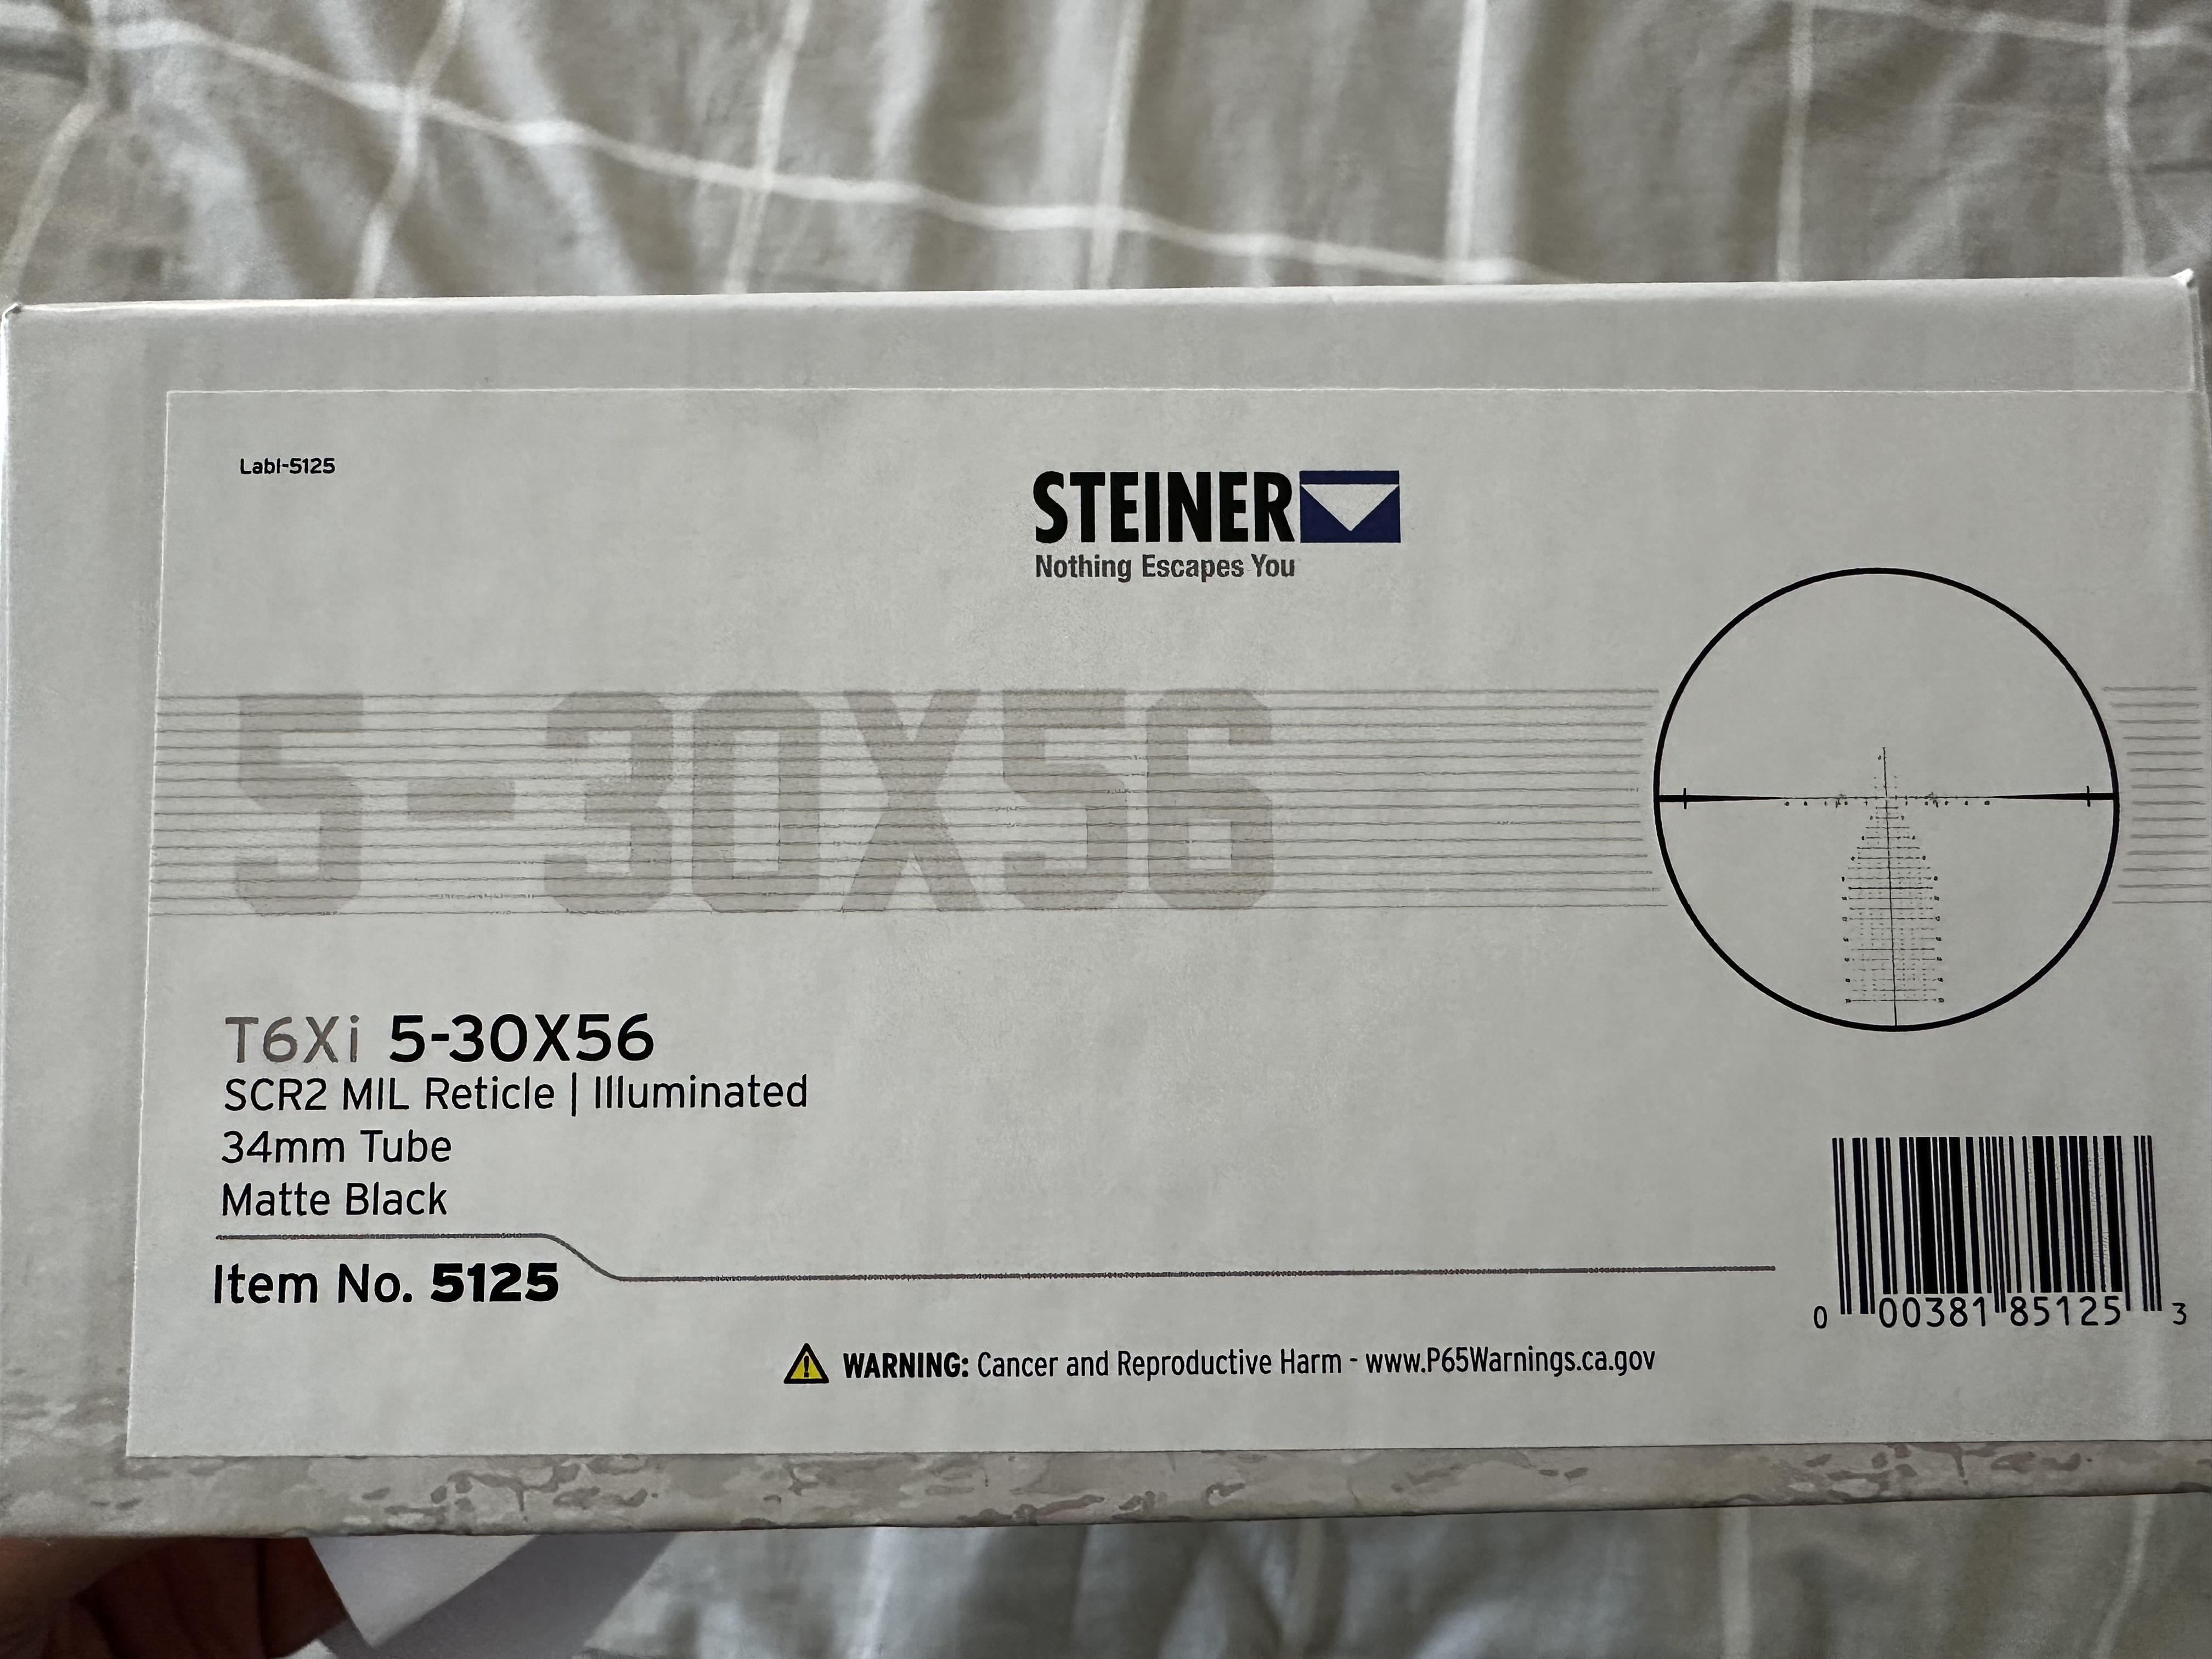 Labl-5125
STEINER
Nothing Escapes You
5-30X56
T6Xi 5-30X56
SCR2 MIL Reticle | Illuminated
34mm Tube
Matte Black
Item No. 5125
0 00381 85125 3
WARNING: Cancer and Reproductive Harm - www.P65Warnings.ca.gov